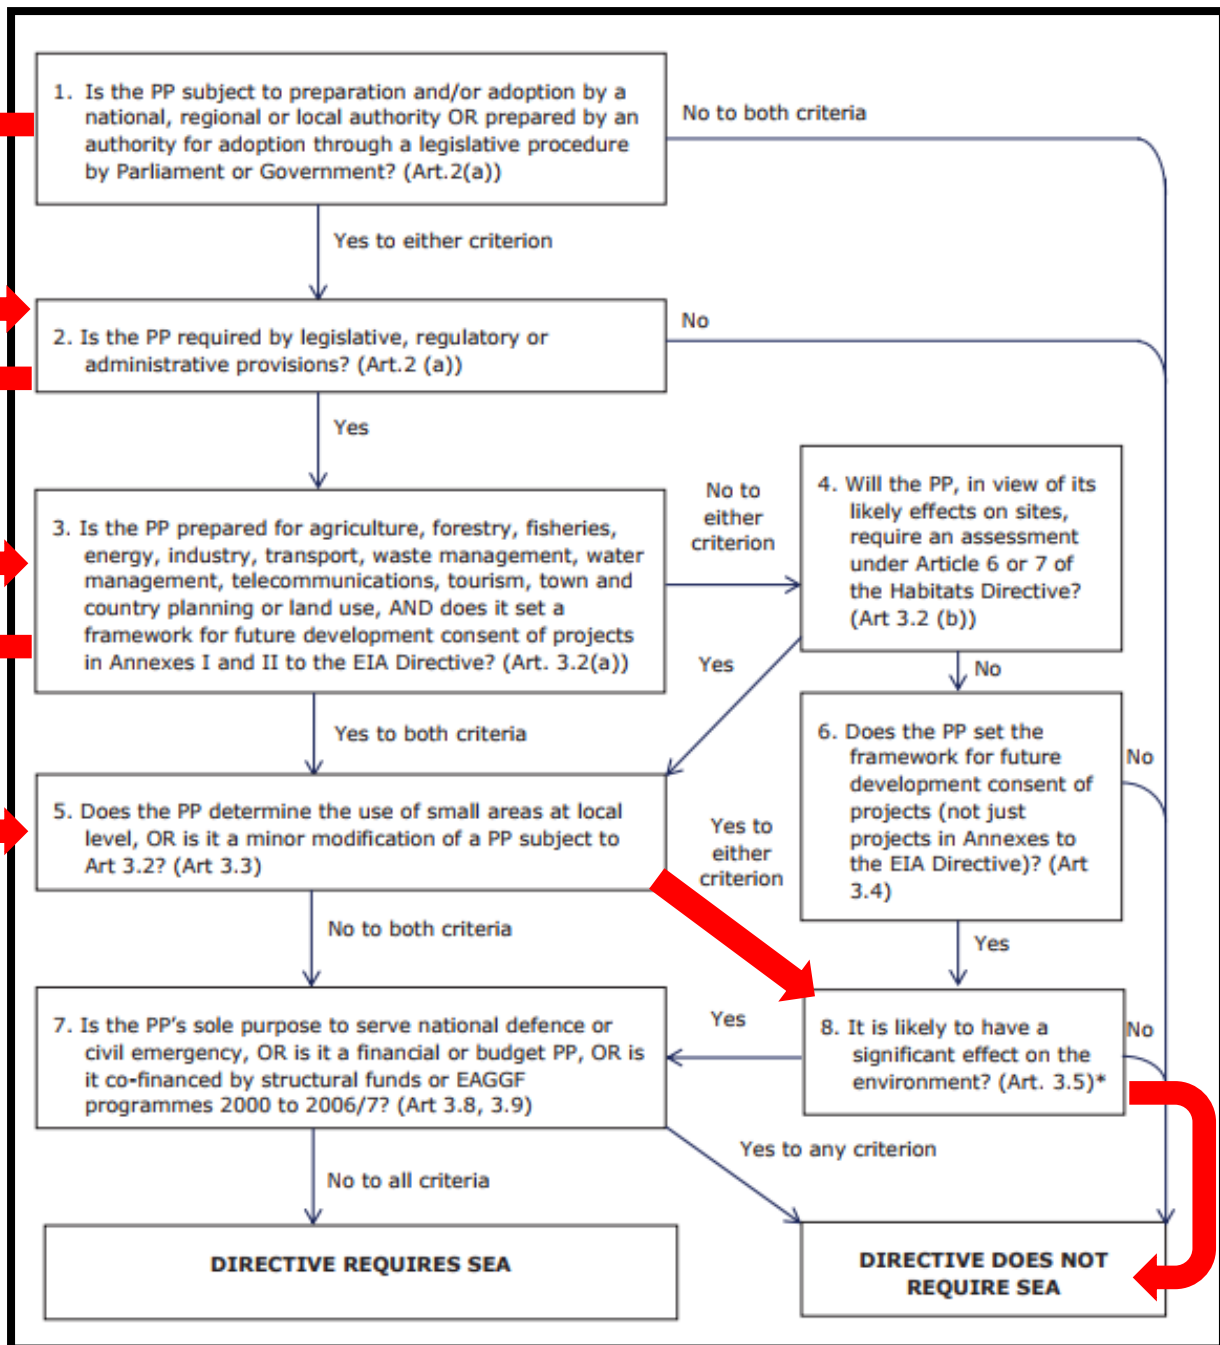 1. Is the PP subject to preparation and/or adoption by a
national, regional or local authority OR prepared by an
authority for adoption through a legislative procedure
by Parliament or Government? (Art.2(a))
No to both criteria
Yes to either criterion
2. Is the PP required by legislative, regulatory or
administrative provisions? (Art.2 (a))
No
Yes
3. Is the PP prepared for agriculture, forestry, fisheries,
energy, industry, transport, waste management, water
management, telecommunications, tourism, town and
country planning or land use, AND does it set a
framework for future development consent of projects
in Annexes I and II to the EIA Directive? (Art. 3.2(a))
No to
either
criterion
4. Will the PP, in view of its
likely effects on sites,
require an assessment
under Article 6 or 7 of
the Habitats Directive?
(Art 3.2 (b))
Yes
No
Yes to both criteria
6. Does the PP set the
framework for future
development consent of
projects (not just
projects in Annexes to
the EIA Directive)? (Art
3.4)
No
5. Does the PP determine the use of small areas at local
level, OR is it a minor modification of a PP subject to
Art 3.2? (Art 3.3)
Yes to
either
criterion
No to both criteria
Yes
7. Is the PP's sole purpose to serve national defence or
civil emergency, OR is it a financial or budget PP, OR is
it co-financed by structural funds or EAGGF
programmes 2000 to 2006/7? (Art 3.8, 3.9)
Yes
8. It is likely to have a
significant effect on the
environment? (Art. 3.5)*
No
Yes to any criterion
No to all criteria
DIRECTIVE REQUIRES SEA
DIRECTIVE DOES NOT
REQUIRE SEA